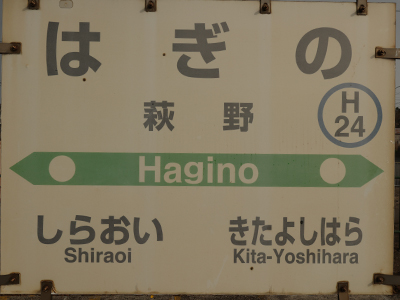 はぎの
萩野
H
24
Hagino
しらおい きたよしはら
Shiraoi Kita-Yoshihara